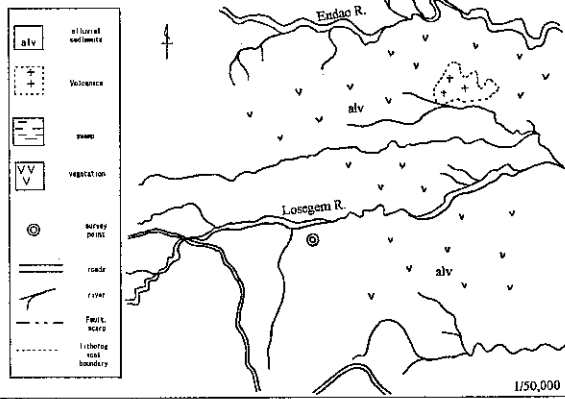 Endao R.
alluvial
sediments
alv
Volcanics
alv
swamp
vegetation
Losegem R.
survey
point
alv
roads
river
Fault,
scarp
litholog
ical
boundary
1/50,000